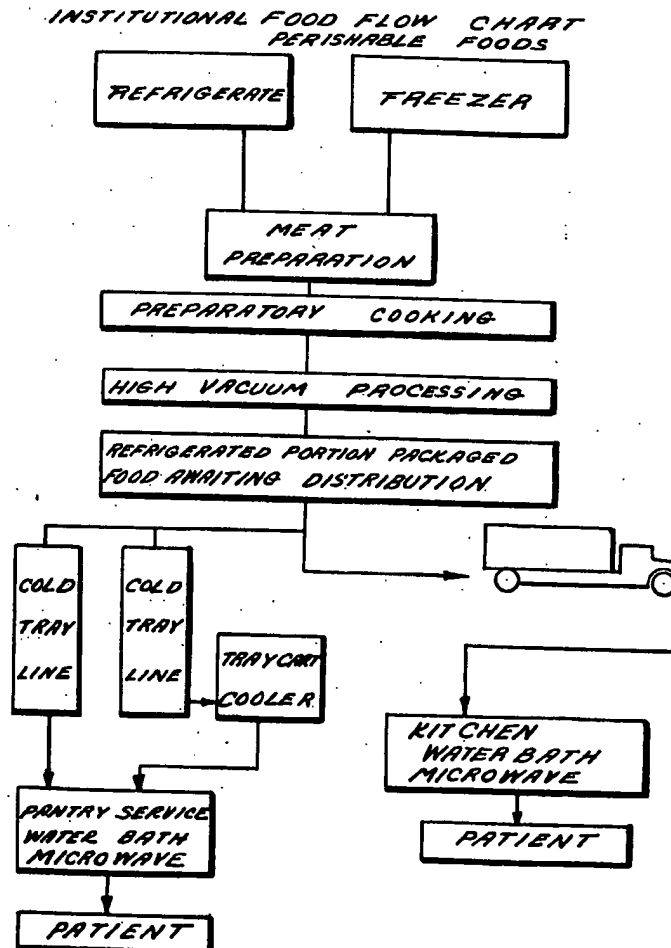 INSTITUTIONAL FOOD FLOW CHART
PERISHABLE FOODS
REFRIGERATE
FREEZER
MEAT
PREPARATION
PREPARATORY COOKING
HIGH VACUUM PROCESSING
REFRIGERATED PORTION PACKAGED
FOOD AWAITING DISTRIBUTION
COLD
TRAY
LINE
COLD
TRAY
LINE
TRAY CART
COOLER
KITCHEN
WATER BATH
MICROWAVE
PATIENT
PANTRY SERVICE
WATER BATH
MICROWAVE
PATIENT